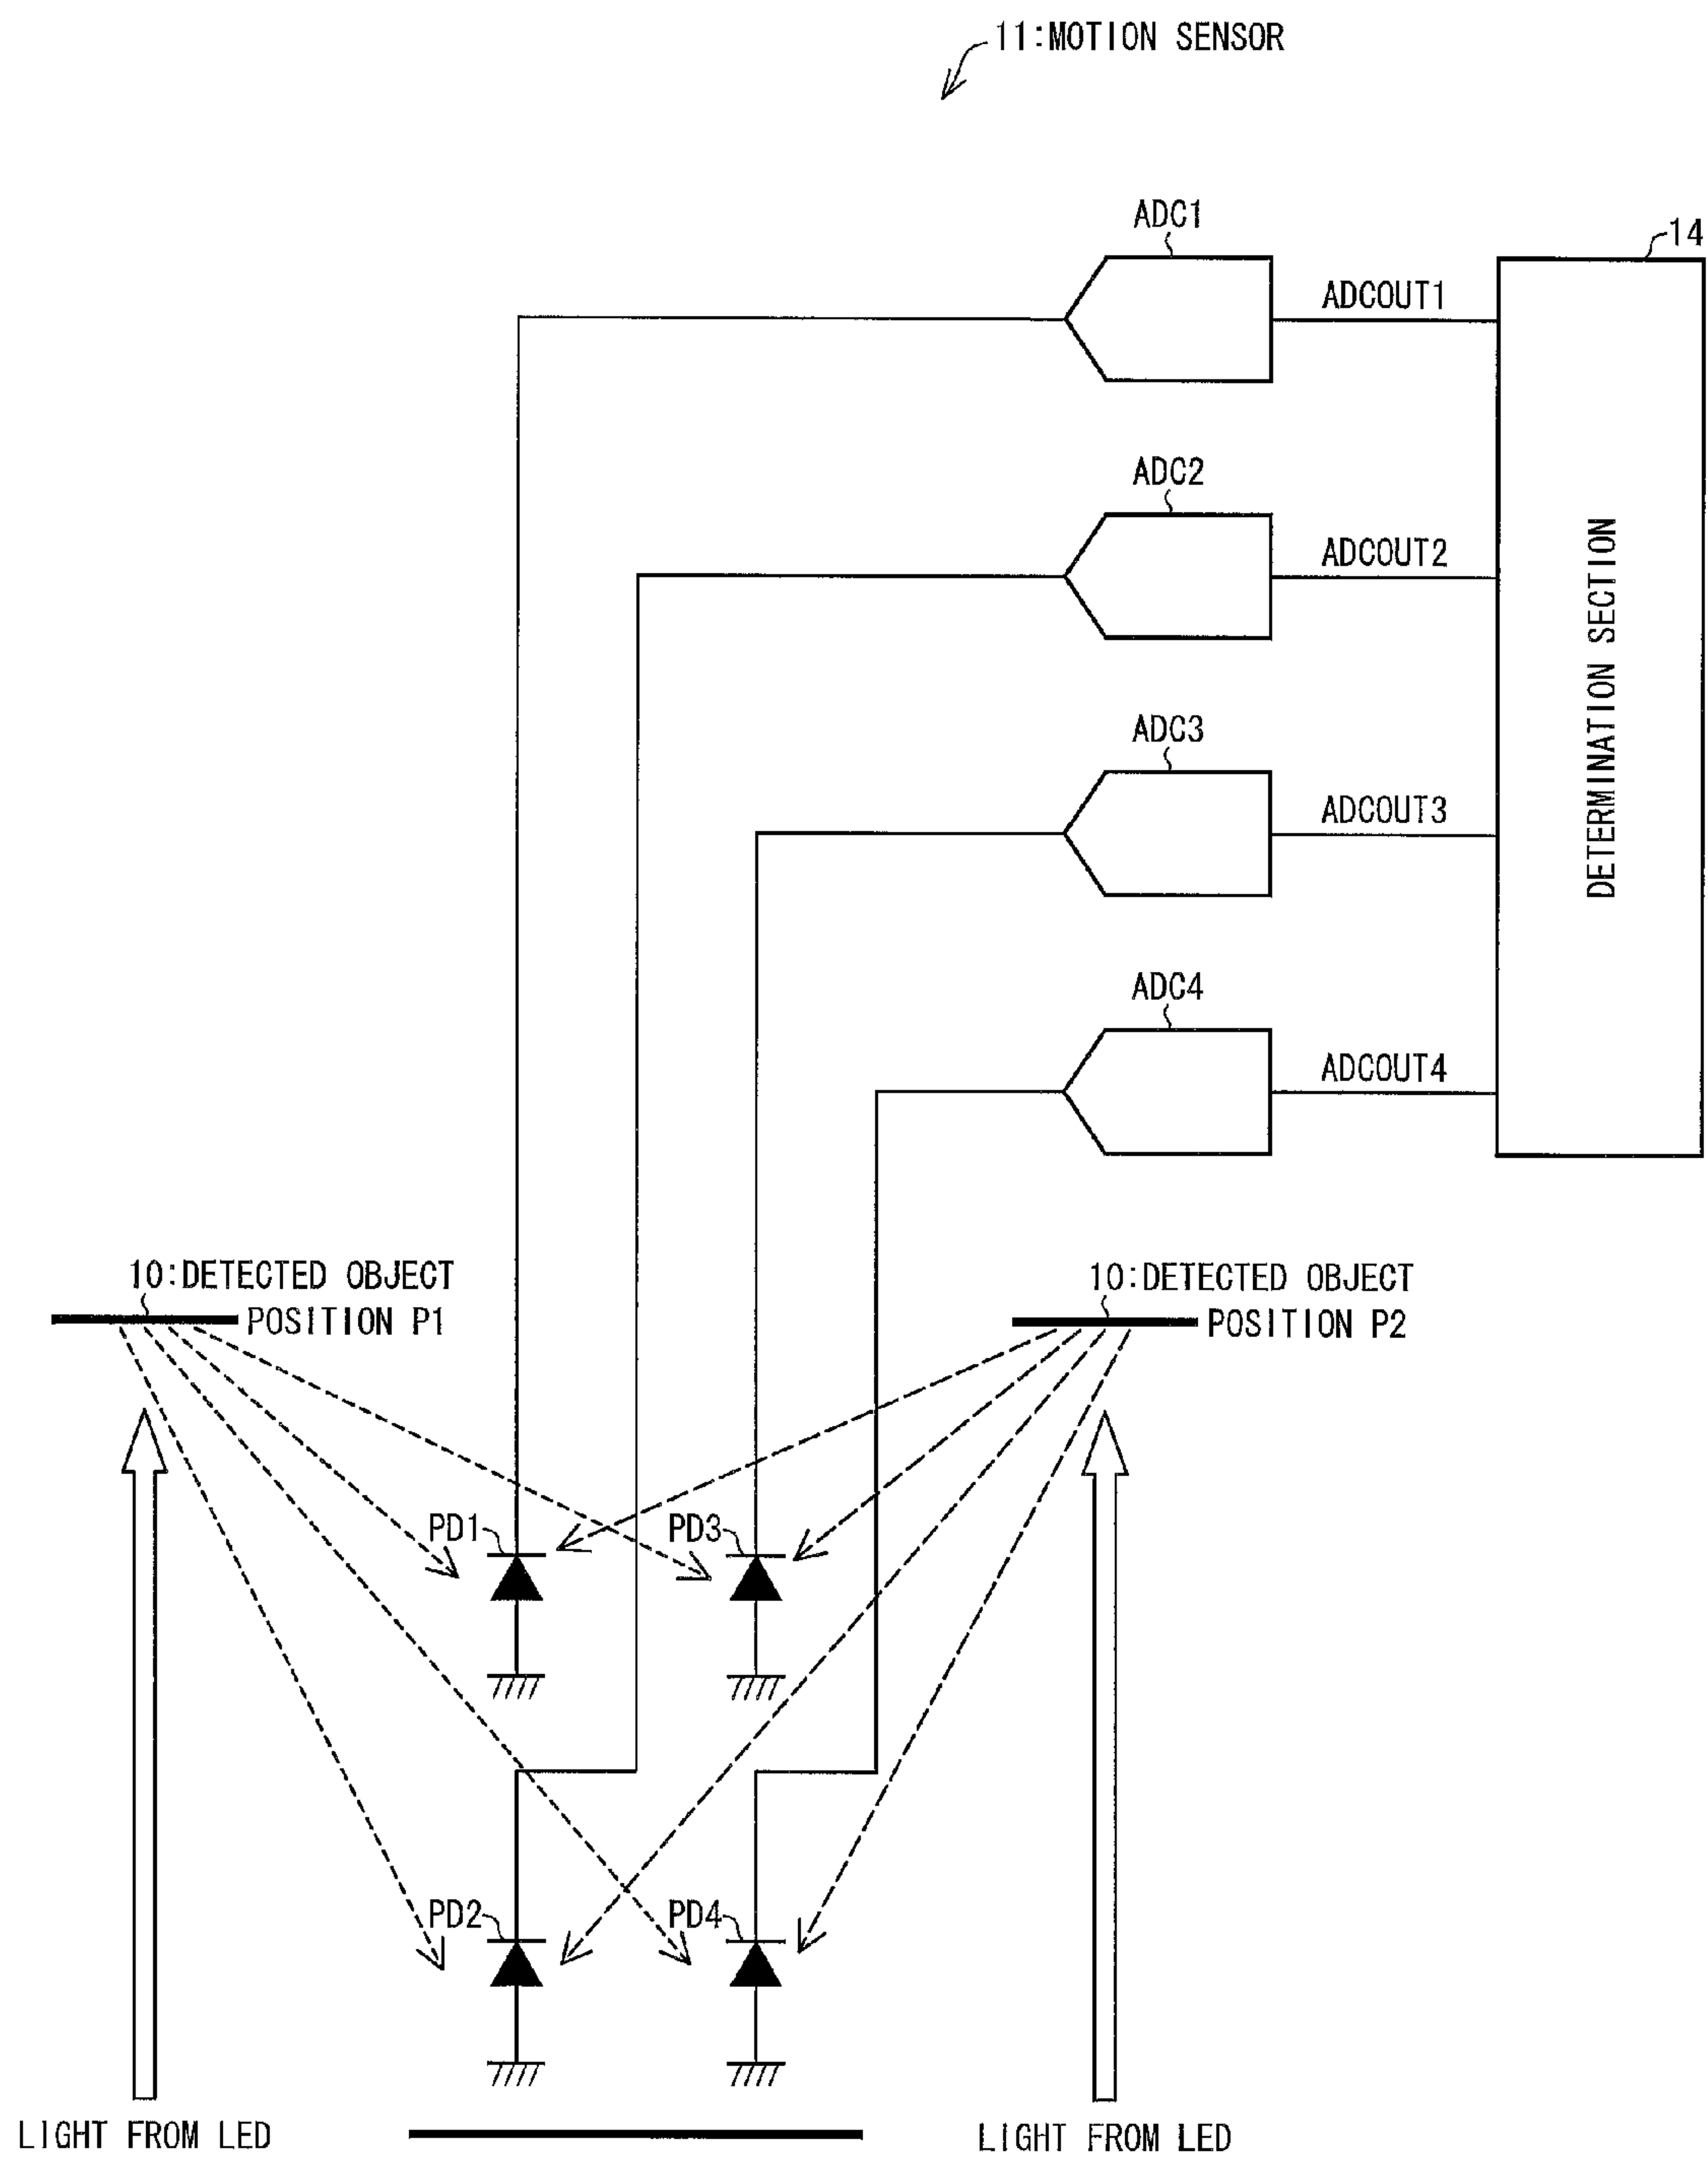 11:MOTION SENSOR
ADC1
14
ADCOUT1
ADC2
ADCOUT2
DETERMINATION SECTION
ADC3
ADCOUT3
ADC4
ADCOUT4
10:DETECTED OBJECT
POSITION P1
10:DETECTED OBJECT
POSITION P2
PD1
PD3
PD2
PD4
LIGHT FROM LED
LIGHT FROM LED